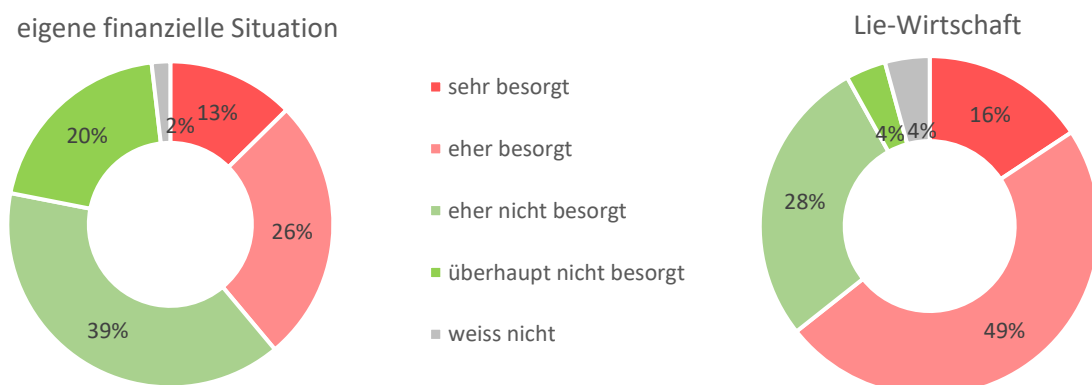 eigene finanzielle Situation
2%
13%
20%
26%
39%
sehr besorgt
eher besorgt
eher nicht besorgt
überhaupt nicht besorgt
weiss nicht
Lie-Wirtschaft
16%
4%
4%
28%
49%